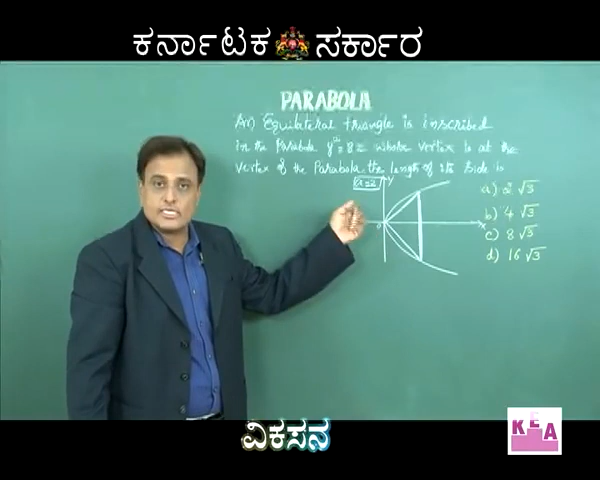 ಕರ್ನಾಟಕ ಸರ್ಕಾರ
PARABOLA
An Equilateral triangle is inscribed
in the Parabola y² = 8x whose vertex is at the
vertex of the Parabola the length of its side is
a = 2
y
x
a) 2 √3
b) 4 √3
c) 8 √3
d) 16 √3
ವಿಕಸನ
KEA